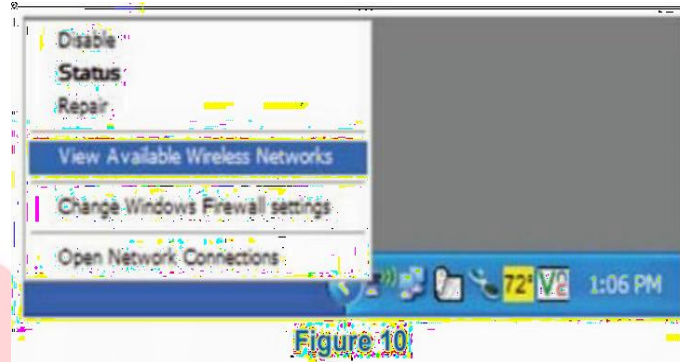 Disable
Status
Repair
View Available Wireless Networks
Change Windows Firewall settings
Open Network Connections
72° V2 1:06 PM
Figure 10